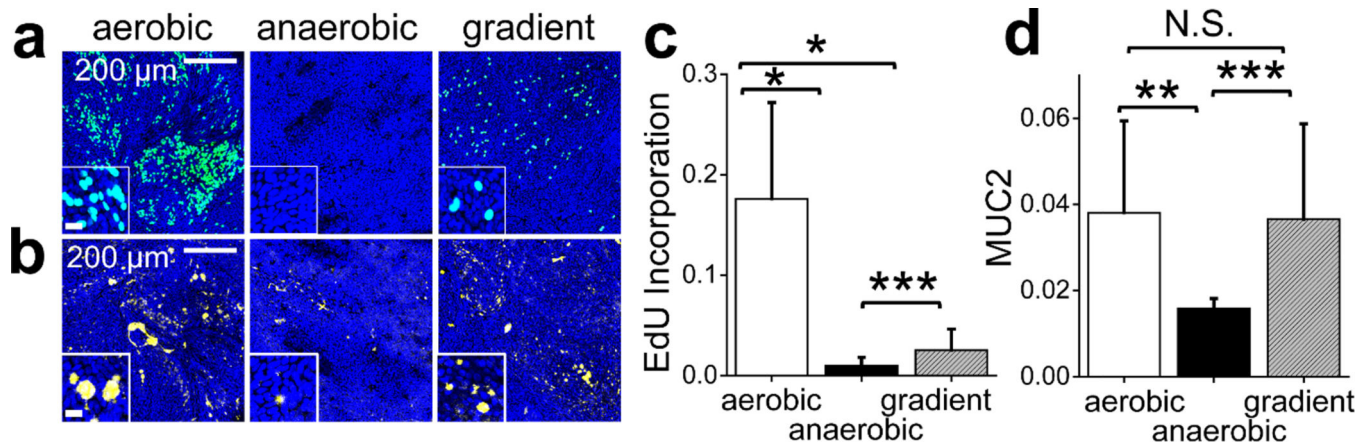 a
aerobic
anaerobic
gradient
200 µm
b
200 µm
c
EdU Incorporation
0.3
0.2
0.1
0.0
*
*
***
aerobic
gradient
anaerobic
d
MUC2
0.06
0.04
0.02
0.00
N.S.
**
***
aerobic
gradient
anaerobic